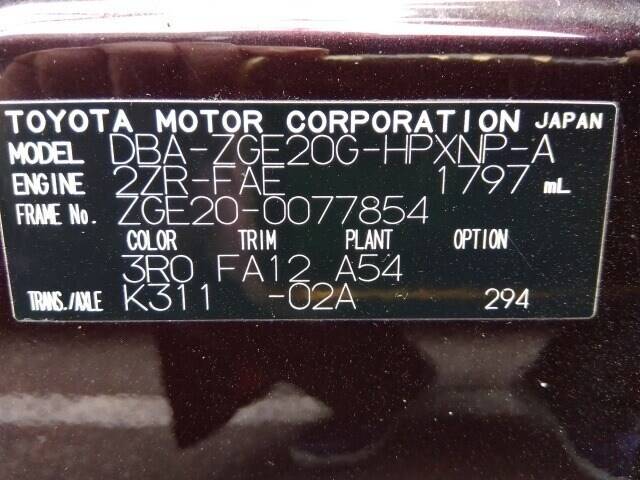 TOYOTA MOTOR CORPORATION JAPAN
MODEL DBA-ZGE20G-HPXNP-A
ENGINE 2ZR-FAE 1797 mL
FRAME No. ZGE20-0077854
COLOR TRIM PLANT OPTION
3R0 FA12 A54
TRANS./AXLE K311 -02A 294